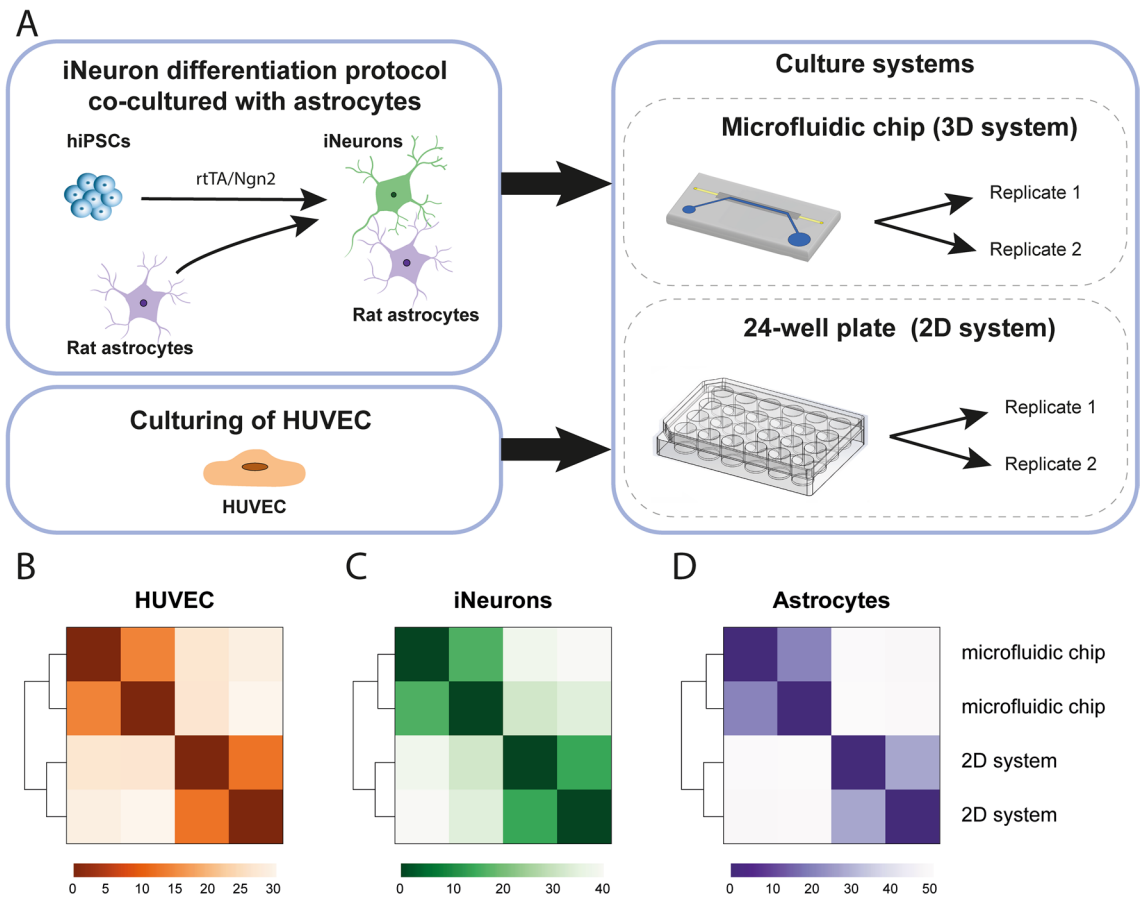 A
iNeuron differentiation protocol
co-cultured with astrocytes
hiPSCs
iNeurons
rtTA/Ngn2
Rat astrocytes
Rat astrocytes
Culturing of HUVEC
HUVEC
Culture systems
Microfluidic chip (3D system)
Replicate 1
Replicate 2
24-well plate (2D system)
Replicate 1
Replicate 2
B
HUVEC
0 5 10 15 20 25 30
C
iNeurons
0 10 20 30 40
D
Astrocytes
microfluidic chip
microfluidic chip
2D system
2D system
0 10 20 30 40 50